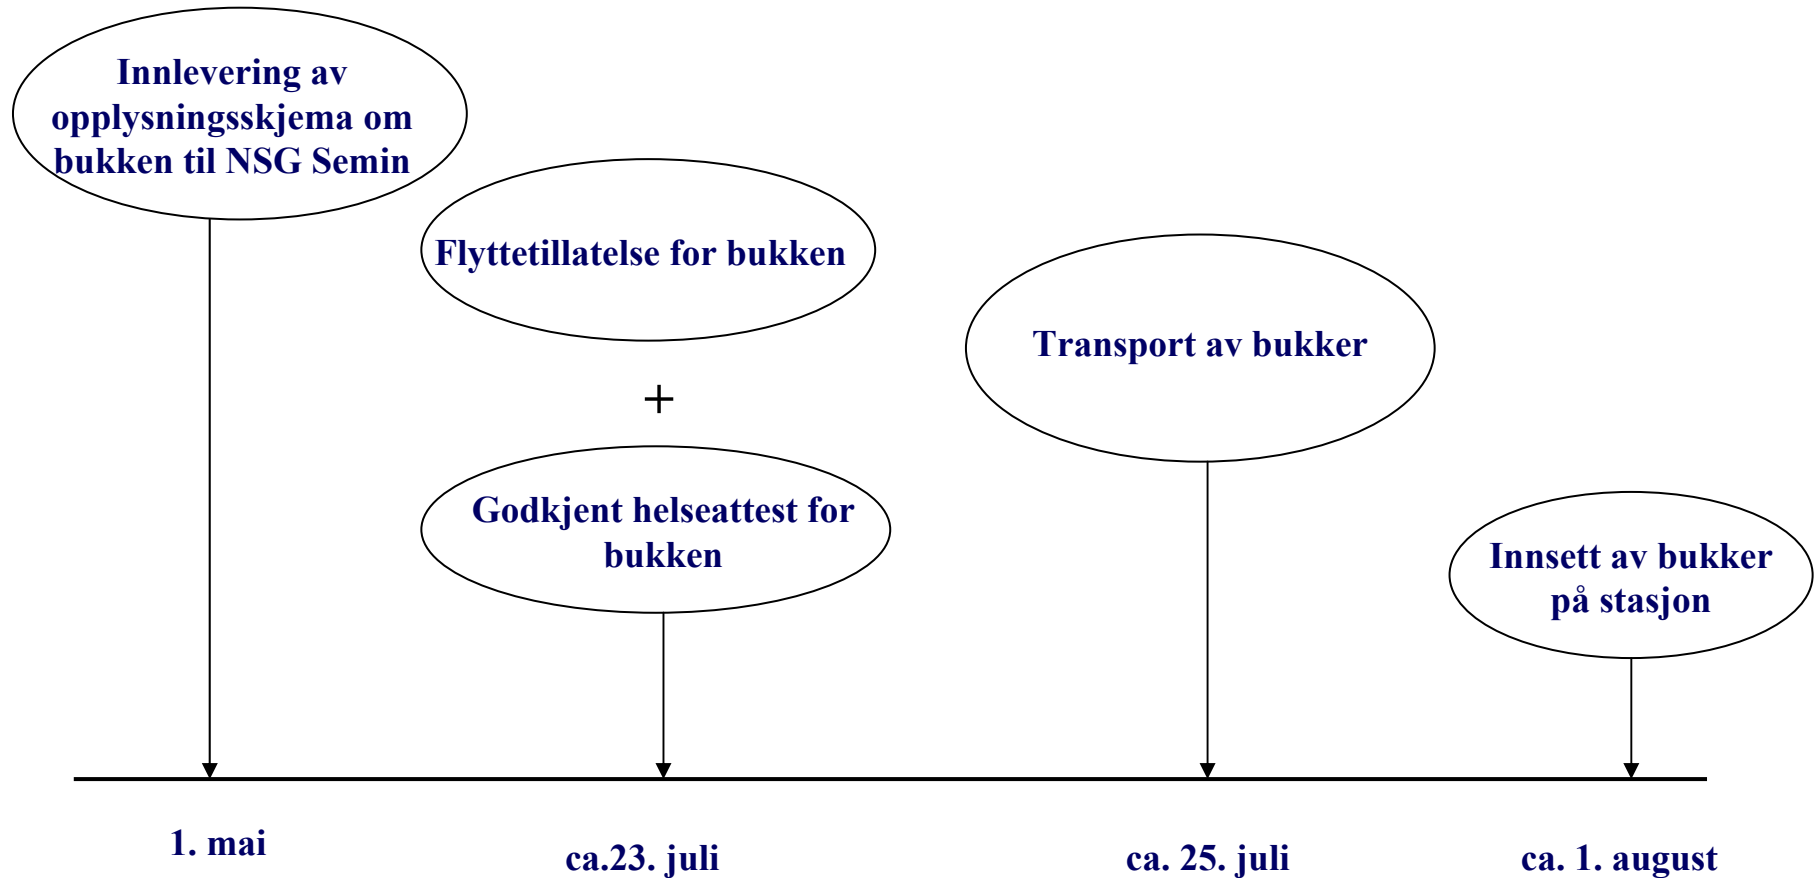 Innlevering av
opplysningsskjema om
bukken til NSG Semin
Flyttetillatelse for bukken
+
Godkjent helseattest for
bukken
Transport av bukker
Innsett av bukker
på stasjon
1. mai
ca.23. juli
ca. 25. juli
ca. 1. august